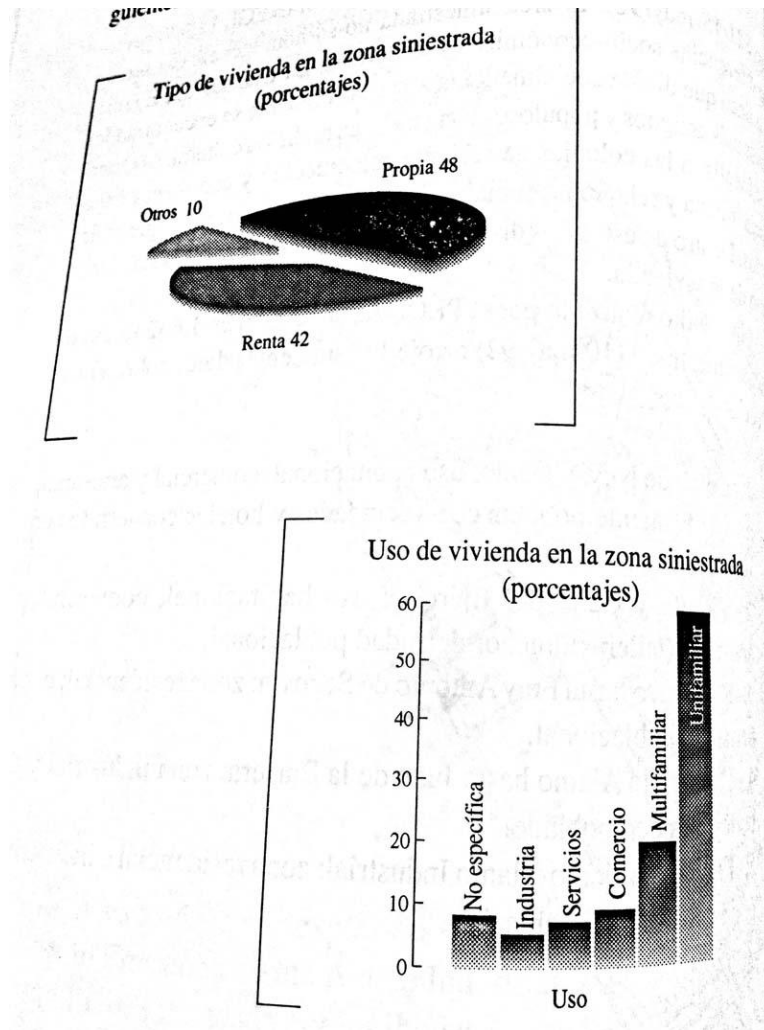 Tipo de vivienda en la zona siniestrada
(porcentajes)
Propia 48
Otros 10
Renta 42
Uso de vivienda en la zona siniestrada
(porcentajes)
60
50
40
30
20
10
0
No específica
Industria
Servicios
Comercio
Multifamiliar
Unifamiliar
Uso